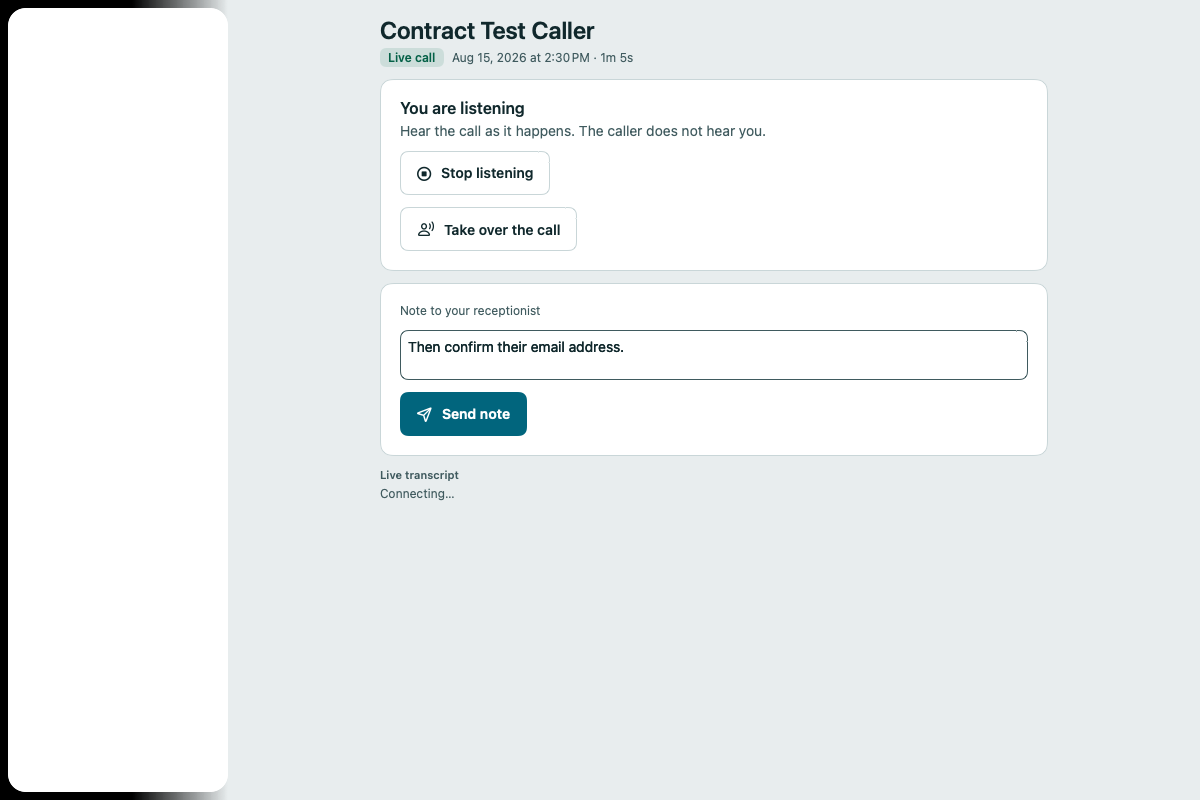 Contract Test Caller
Live call Aug 15, 2026 at 2:30 PM · 1m 5s
You are listening
Hear the call as it happens. The caller does not hear you.
Stop listening
Take over the call
Note to your receptionist
Then confirm their email address.
Send note
Live transcript
Connecting…